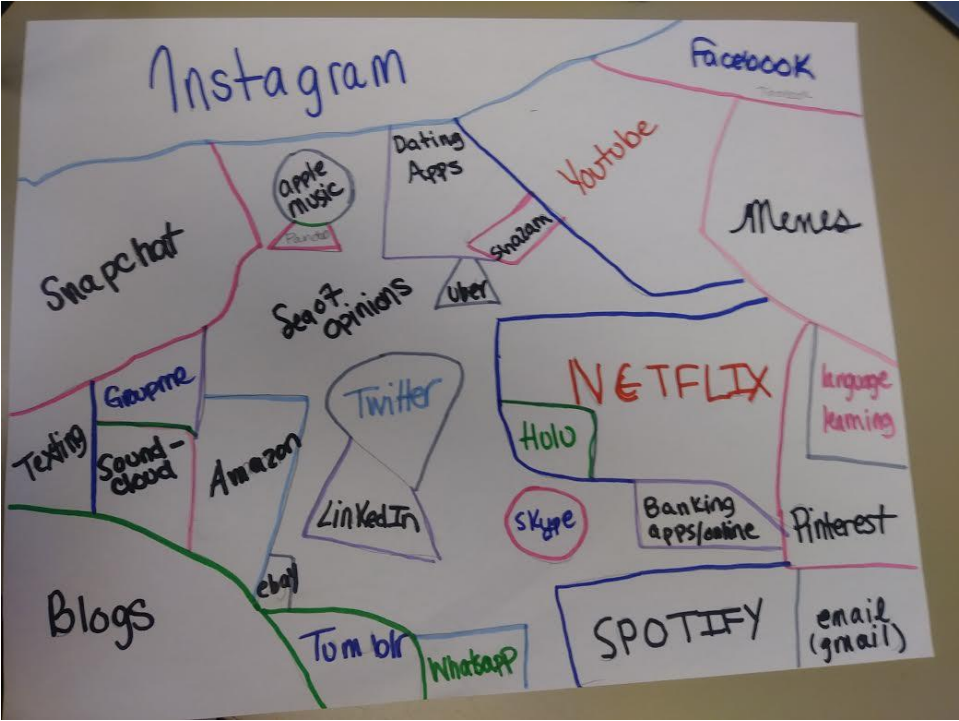 Instagram
Facebook
Dating
Apps
Youtube
apple
music
Memes
Shazam
Snapchat
Uber
Sea of
opinions
Groupme
Twitter
NETFLIX
language
learning
Texting
Sound-
cloud
Amazon
Holu
LinkedIn
Skype
Banking
apps/online
Pinterest
ebay
Blogs
Tumblr
Whatsapp
SPOTIFY
email
(gmail)